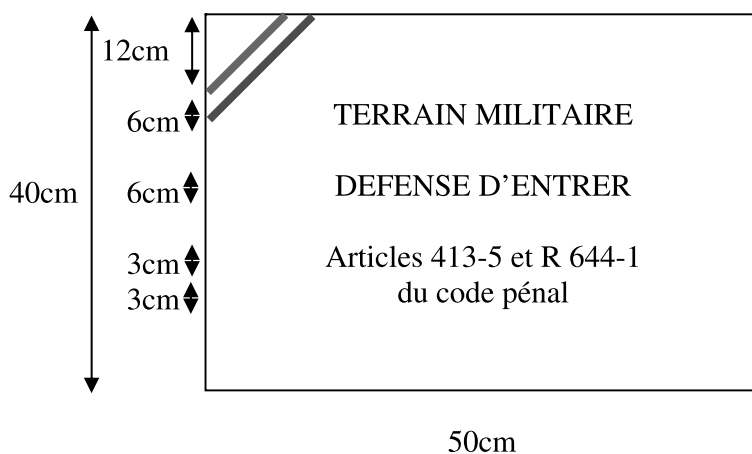 12cm
6cm
TERRAIN MILITAIRE
40cm
6cm
DEFENSE D'ENTRER
3cm
Articles 413-5 et R 644-1
3cm
du code pénal
50cm